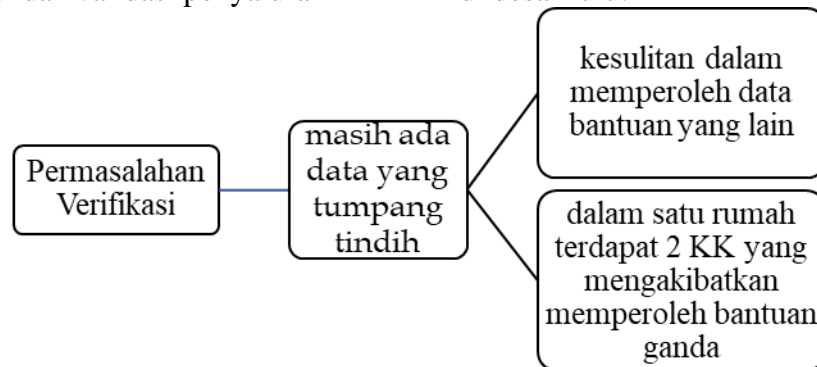 Permasalahan
Verifikasi
masih ada
data yang
tumpang
tindih
kesulitan dalam
memperoleh data
bantuan yang lain
dalam satu rumah
terdapat 2 KK yang
mengakibatkan
memperoleh bantuan
ganda